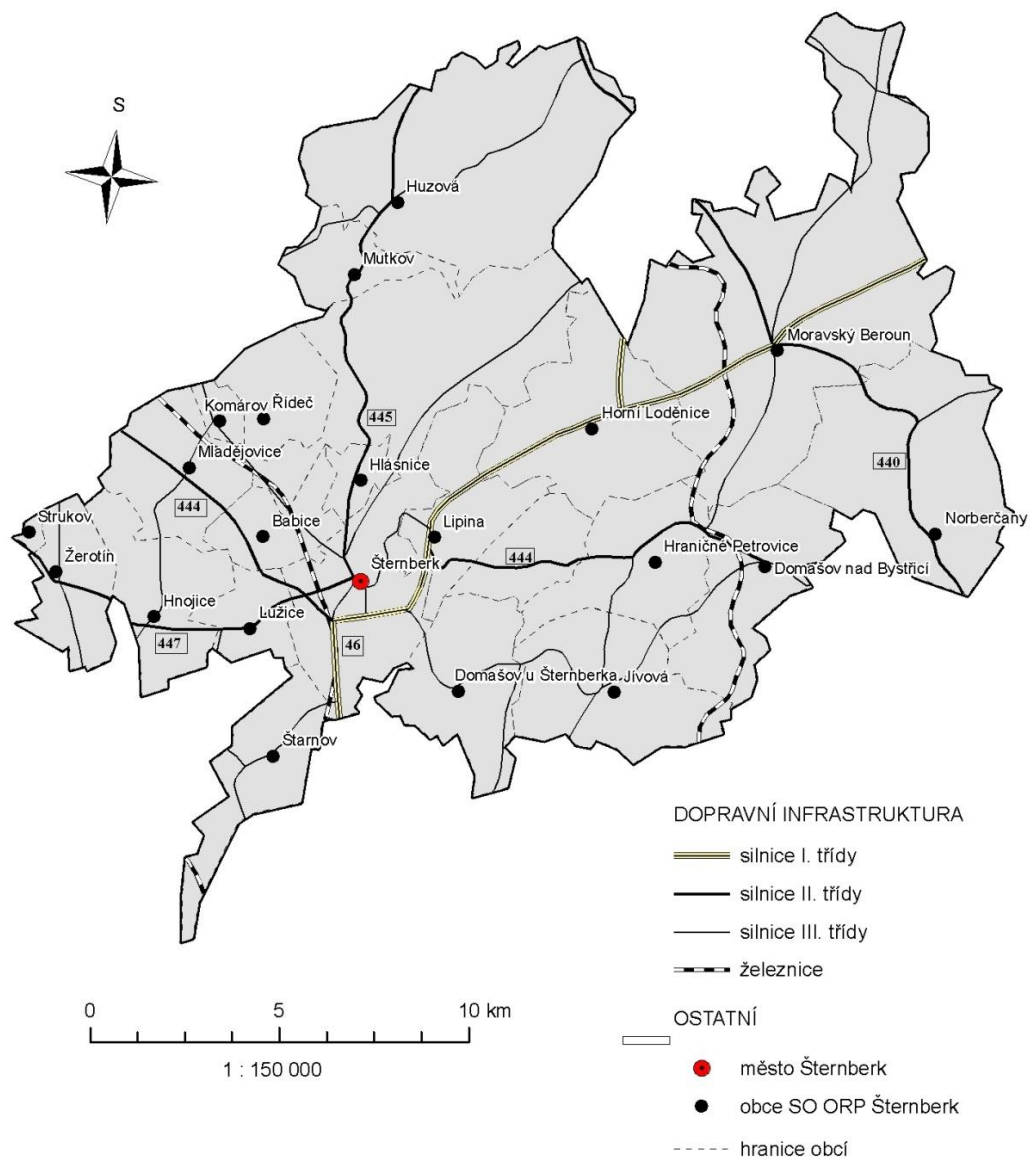 S
Huzová
Mutkov
Moravský Beroun
Komárov
Řídeč
445
Horní Loděnice
Mladějovice
Hlásnice
440
444
Strukov
Babice
Lipina
Norberčany
Žerotín
Šternberk
444
Hraničné Petrovice
Domašov nad Bystřicí
Hnojice
Lužice
447
46
Domašov u Šternberka
Jívová
Štarnov
DOPRAVNÍ INFRASTRUKTURA
silnice I. třídy
silnice II. třídy
silnice III. třídy
železnice
0 5 10 km
1 : 150 000
OSTATNÍ
město Šternberk
obce SO ORP Šternberk
hranice obcí